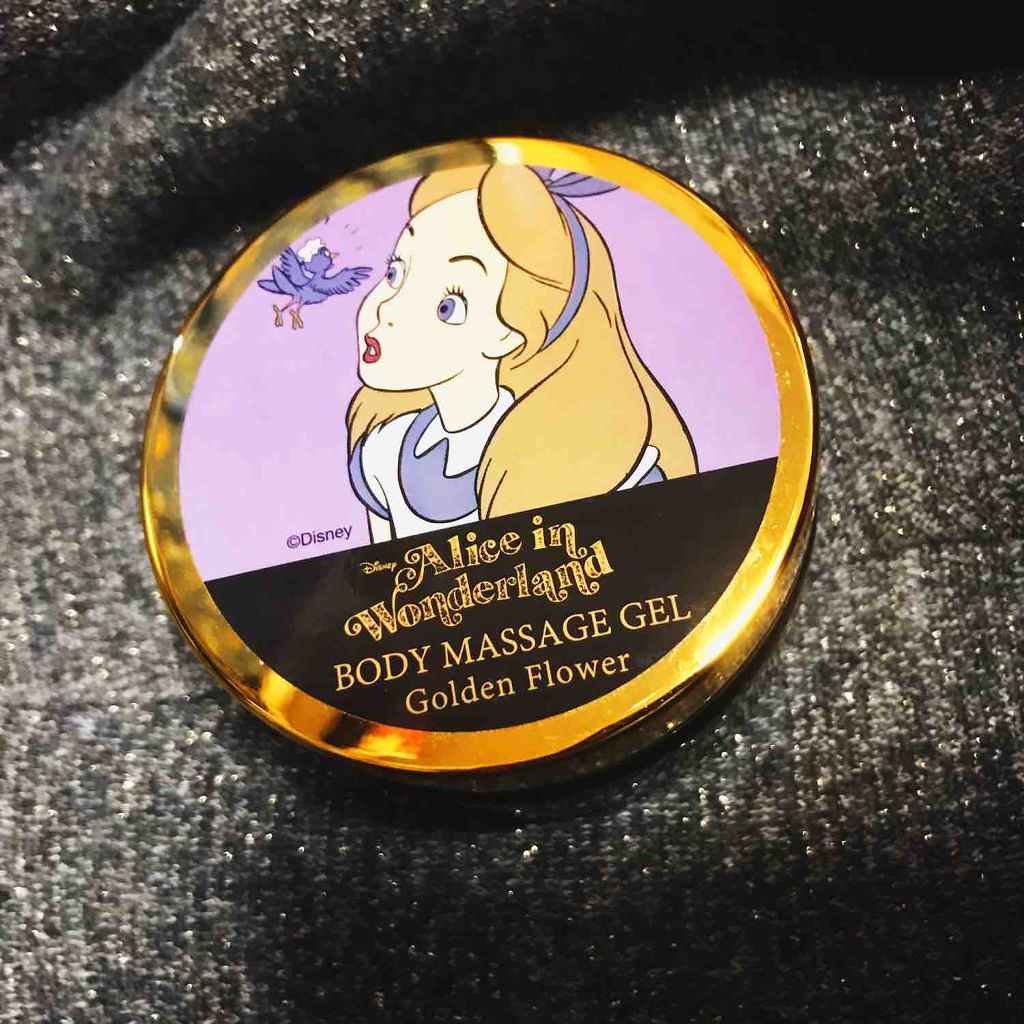 ©Disney
Disney Alice in
Wonderland
BODY MASSAGE GEL
Golden Flower